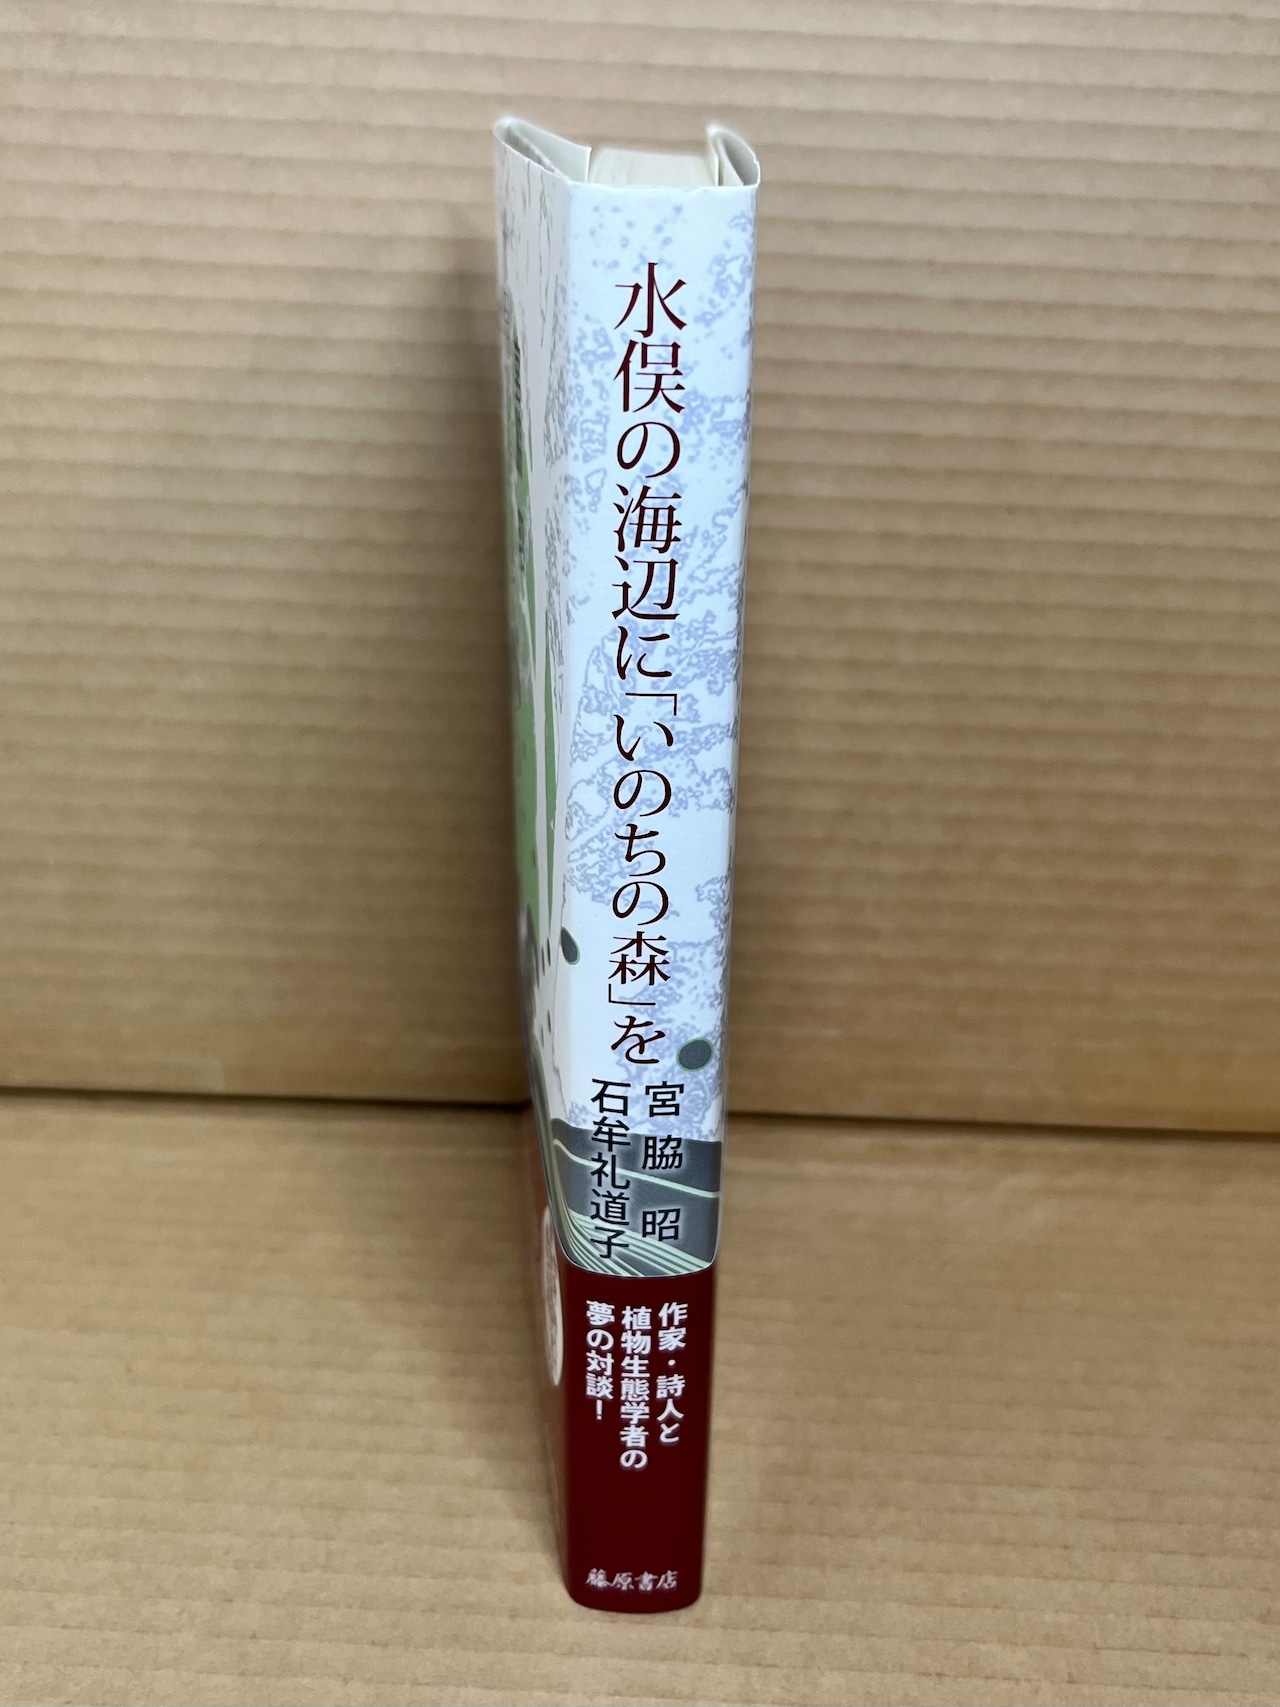 水俣の海辺に「いのちの森」を
宮脇 昭
石牟礼道子
作家・詩人と
植物生態学者の
夢の対談！
藤原書店